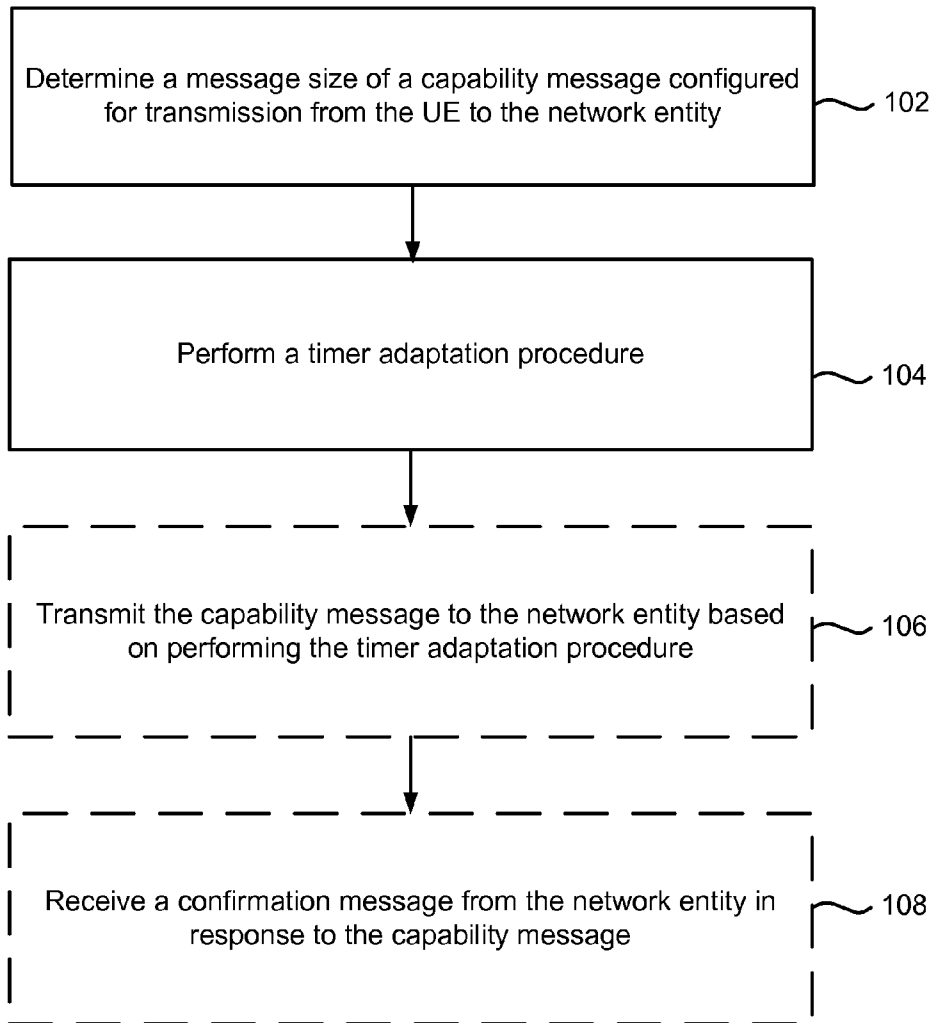 Determine a message size of a capability message configured
for transmission from the UE to the network entity
102
Perform a timer adaptation procedure
104
Transmit the capability message to the network entity based
on performing the timer adaptation procedure
106
Receive a confirmation message from the network entity in
response to the capability message
108